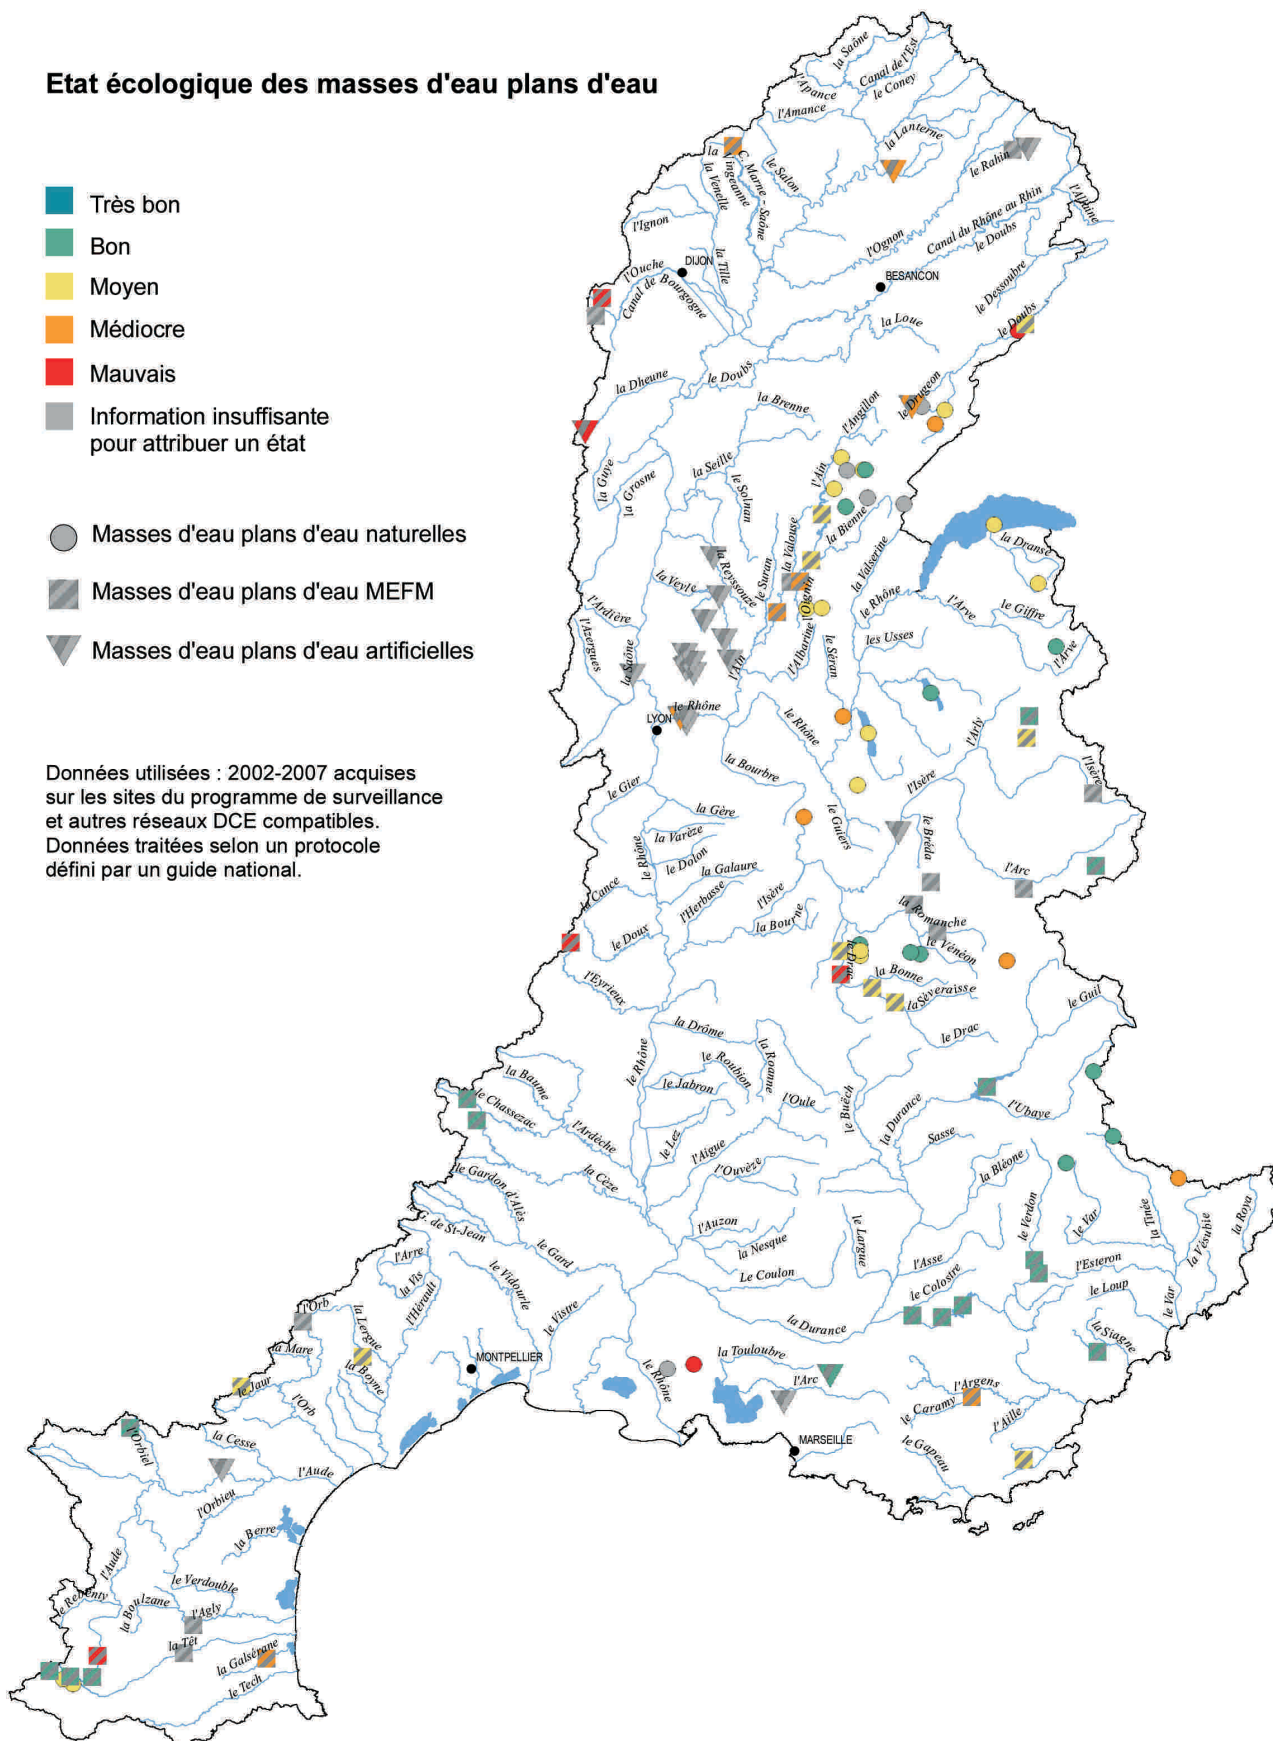 Etat écologique des masses d'eau plans d'eau
Très bon
Bon
Moyen
Médiocre
Mauvais
Information insuffisante
pour attribuer un état
Masses d'eau plans d'eau naturelles
Masses d'eau plans d'eau MEFM
Masses d'eau plans d'eau artificielles
Données utilisées : 2002-2007 acquises
sur les sites du programme de surveillance
et autres réseaux DCE compatibles.
Données traitées selon un protocole
défini par un guide national.
la Saône
Canal de l'Est
l'Apance
le Coney
l'Amance
la Lanterne
la Vingeanne
C. Marne - Saône
le Salon
la Venelle
le Rahin
l'Allaine
l'Ignon
l'Ognon
Canal du Rhône au Rhin
le Doubs
la Tille
DIJON
l'Ouche
Canal de Bourgogne
BESANCON
le Dessoubre
la Loue
le Doubs
la Dheune
le Doubs
la Brenne
l'Angillon
le Drugeon
la Guye
la Grosne
la Seille
le Solnan
l'Ain
la Bienne
la Valouse
le Suran
la Reyssouze
la Veyle
la Valserine
la Dranse
l'Ardière
l'Azergues
l'Oignin
le Rhône
l'Arve
le Giffre
l'Albarine
le Séran
les Usses
l'Arve
la Saône
l'Ain
le Rhône
LYON
le Rhône
l'Arly
la Bourbre
l'Isère
l'Isère
le Gier
la Gère
le Guiers
la Varèze
le Bréda
le Dolon
le Rhône
la Galaure
l'Arc
la Cance
l'Herbasse
l'Isère
la Bourne
la Romanche
le Doux
le Drac
le Vénéon
la Bonne
l'Eyrieux
la Sèveraisse
le Guil
la Drôme
le Drac
le Rhône
le Roubion
la Roanne
la Baume
le Jabron
l'Oule
le Buëch
l'Ubaye
le Chassezac
la Durance
l'Ardèche
le Lez
Sasse
l'Aigue
l'Ouvèze
la Bléone
le Gardon d'Alès
la Cèze
le Verdon
le Var
la Tinée
la Vésubie
la Roya
le G. de St-Jean
l'Auzon
le Largue
la Nesque
l'Arre
le Gard
l'Asse
l'Esteron
la Vis
le Vidourle
Le Coulon
le Colostre
le Loup
l'Hérault
le Var
l'Orb
la Lergue
le Vistre
la Durance
la Siagne
la Mare
la Boyne
MONTPELLIER
la Touloubre
le Rhône
l'Arc
le Jaur
l'Orb
l'Argens
le Caramy
l'Aille
l'Orbiel
la Cesse
MARSEILLE
le Gapeau
l'Aude
l'Orbieu
la Berre
l'Aude
le Verdouble
le Rebenty
la Boulzane
l'Agly
la Têt
la Galsérane
le Tech